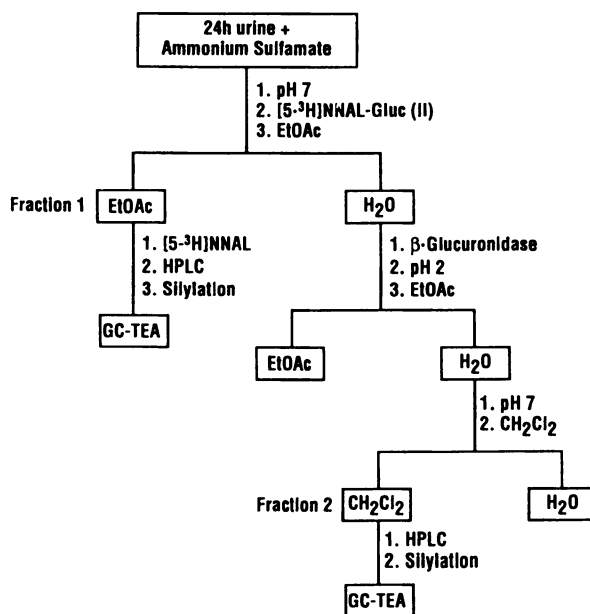 24h urine +
Ammonium Sulfamate
1. pH 7
2. [5-³H]NNAL-Gluc (II)
3. EtOAc
Fraction 1
EtOAc
H₂O
1. [5-³H]NNAL
2. HPLC
3. Silylation
1. β-Glucuronidase
2. pH 2
3. EtOAc
GC-TEA
EtOAc
H₂O
1. pH 7
2. CH₂Cl₂
Fraction 2
CH₂Cl₂
H₂O
1. HPLC
2. Silylation
GC-TEA